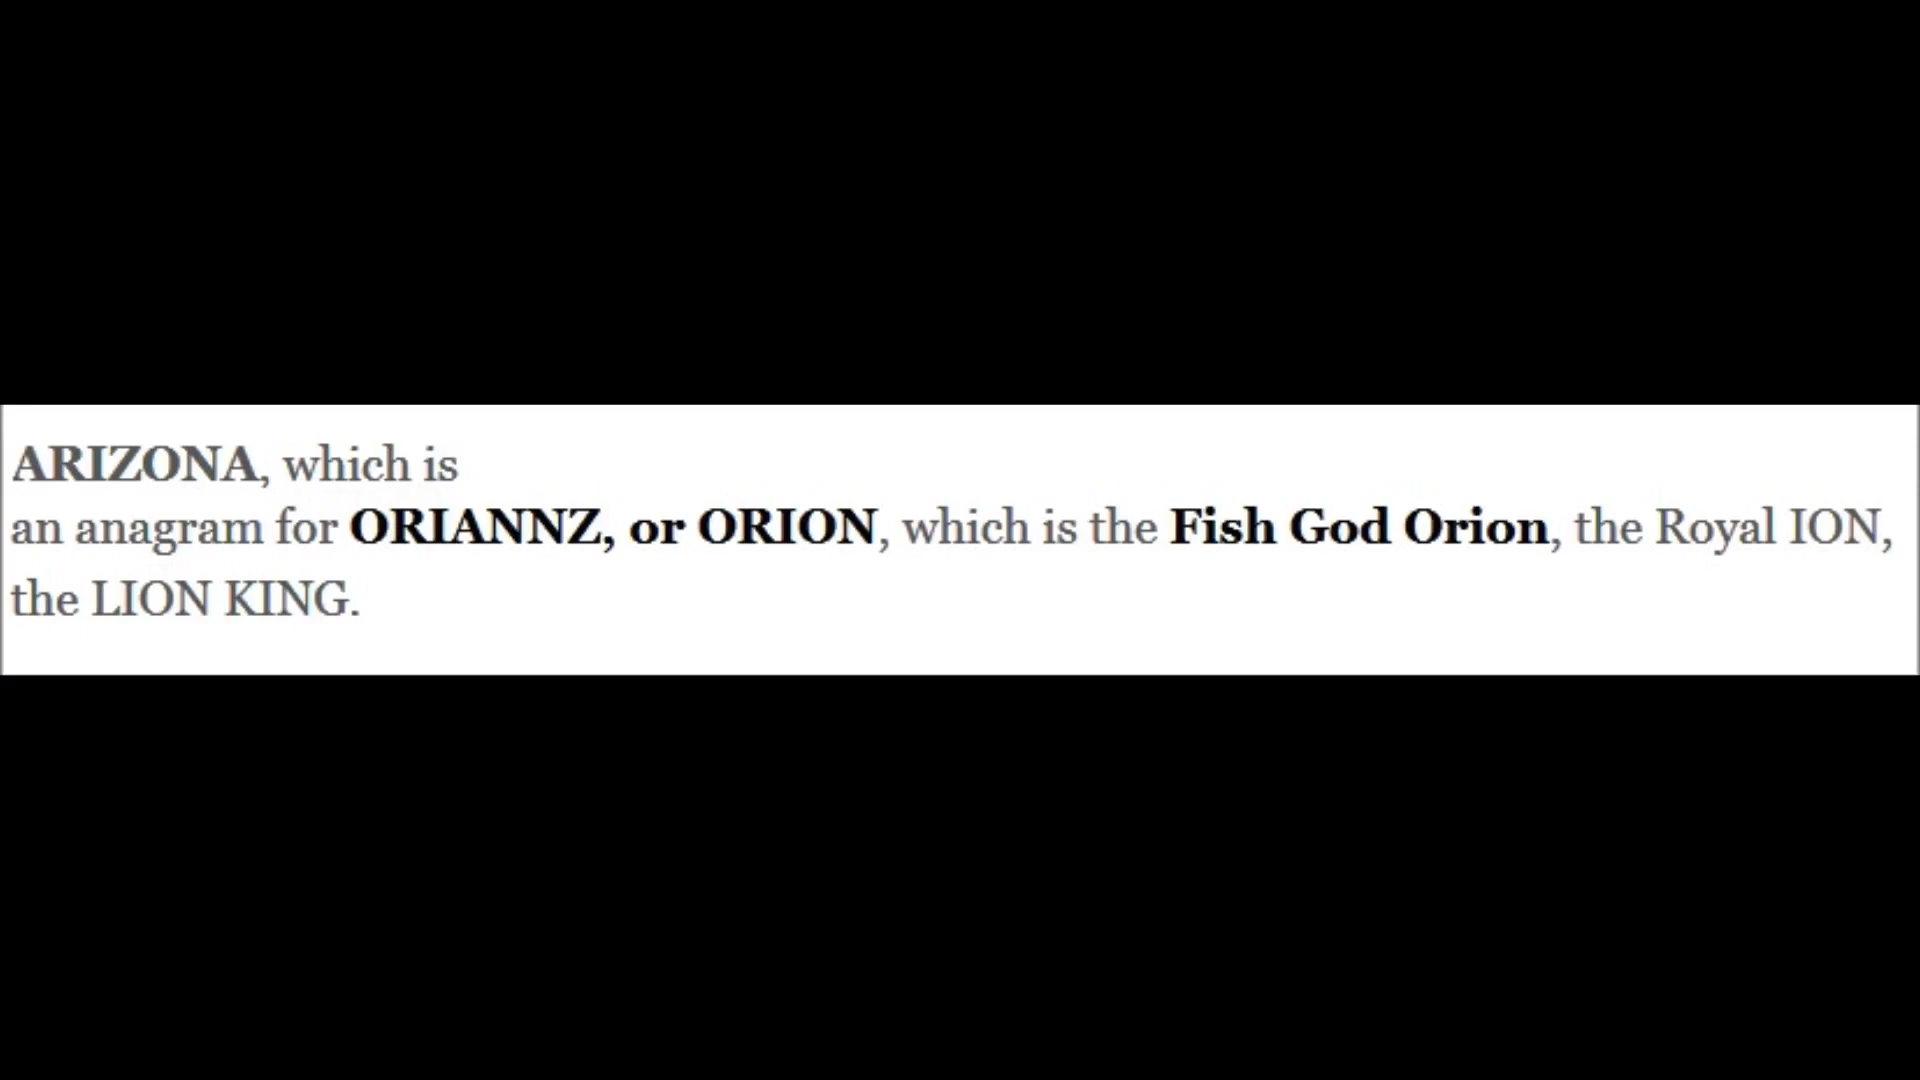 ARIZONA, which is
an anagram for ORIANNZ, or ORION, which is the Fish God Orion, the Royal ION,
the LION KING.